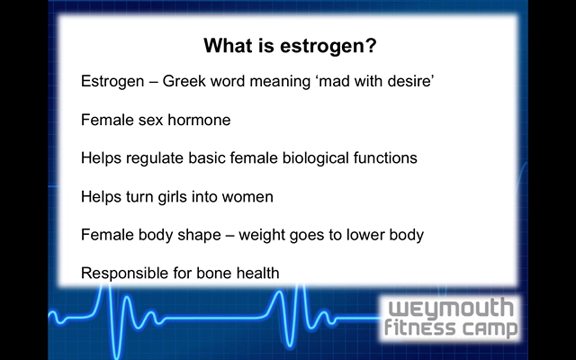 What is estrogen?
Estrogen – Greek word meaning ‘mad with desire’
Female sex hormone
Helps regulate basic female biological functions
Helps turn girls into women
Female body shape – weight goes to lower body
Responsible for bone health
WEYMOUTH
FITNESS CAMP